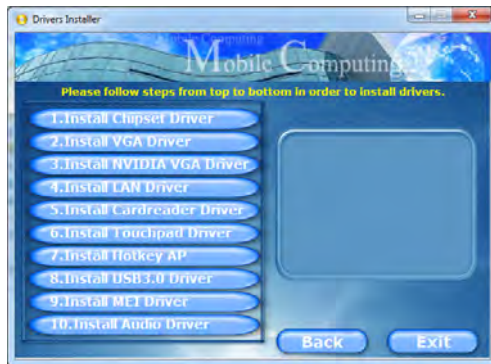 Drivers Installer
Mobile Computing
Mobile Computing
Please follow steps from top to bottom in order to install drivers.
1.Install Chipset Driver
2.Install VGA Driver
3.Install NVIDIA VGA Driver
4.Install LAN Driver
5.Install Cardreader Driver
6.Install Touchpad Driver
7.Install Hotkey AP
8.Install USB3.0 Driver
9.Install MEI Driver
10.Install Audio Driver
Back
Exit